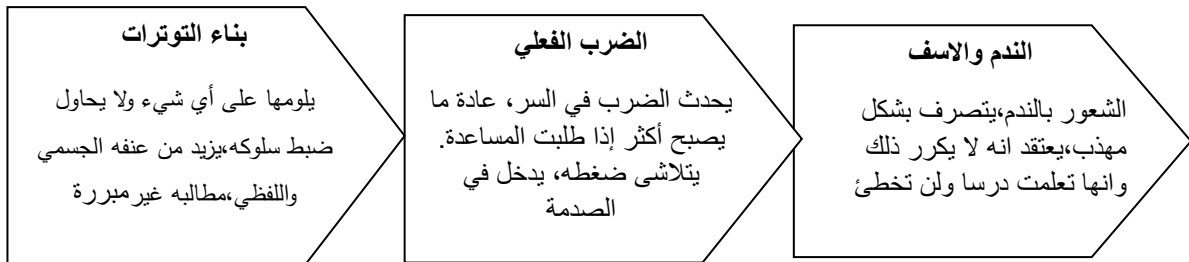 بناء التوترات
يلومها على أي شيء ولا يحاول
ضبط سلوكه،يزيد من عنفه الجسمي
واللفظي،مطالبه غير مبررة
الضرب الفعلي
يحدث الضرب في السر، عادة ما
يصبح أكثر إذا طلبت المساعدة.
يتلاشى ضغطه، يدخل في
الصدمة
الندم والاسف
الشعور بالندم،يتصرف بشكل
مهذب،يعتقد انه لا يكرر ذلك
وانها تعلمت درسا ولن تخطئ